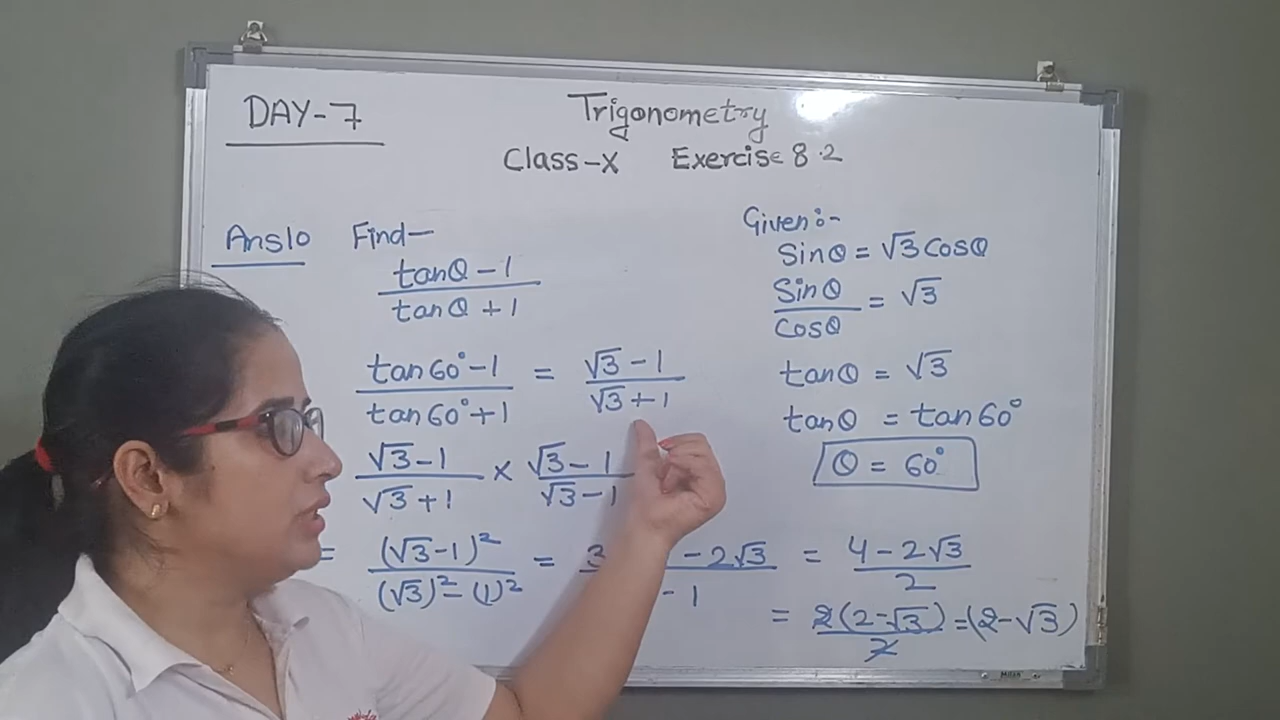 DAY-7
Trigonometry
Class-X Exercise 8.2
Ans10 Find-
tanθ-1 / tanθ+1
tan60°-1 / tan60°+1 = √3-1 / √3+1
√3-1 / √3+1 × √3-1 / √3-1
= (√3-1)² / (√3)²-(1)² = 3 -2√3 / -1 = 4-2√3 / 2
= 2(2-√3) / 2 = (2-√3)
Given:-
Sinθ = √3 Cosθ
Sinθ / Cosθ = √3
tanθ = √3
tanθ = tan60°
θ = 60°
Milan